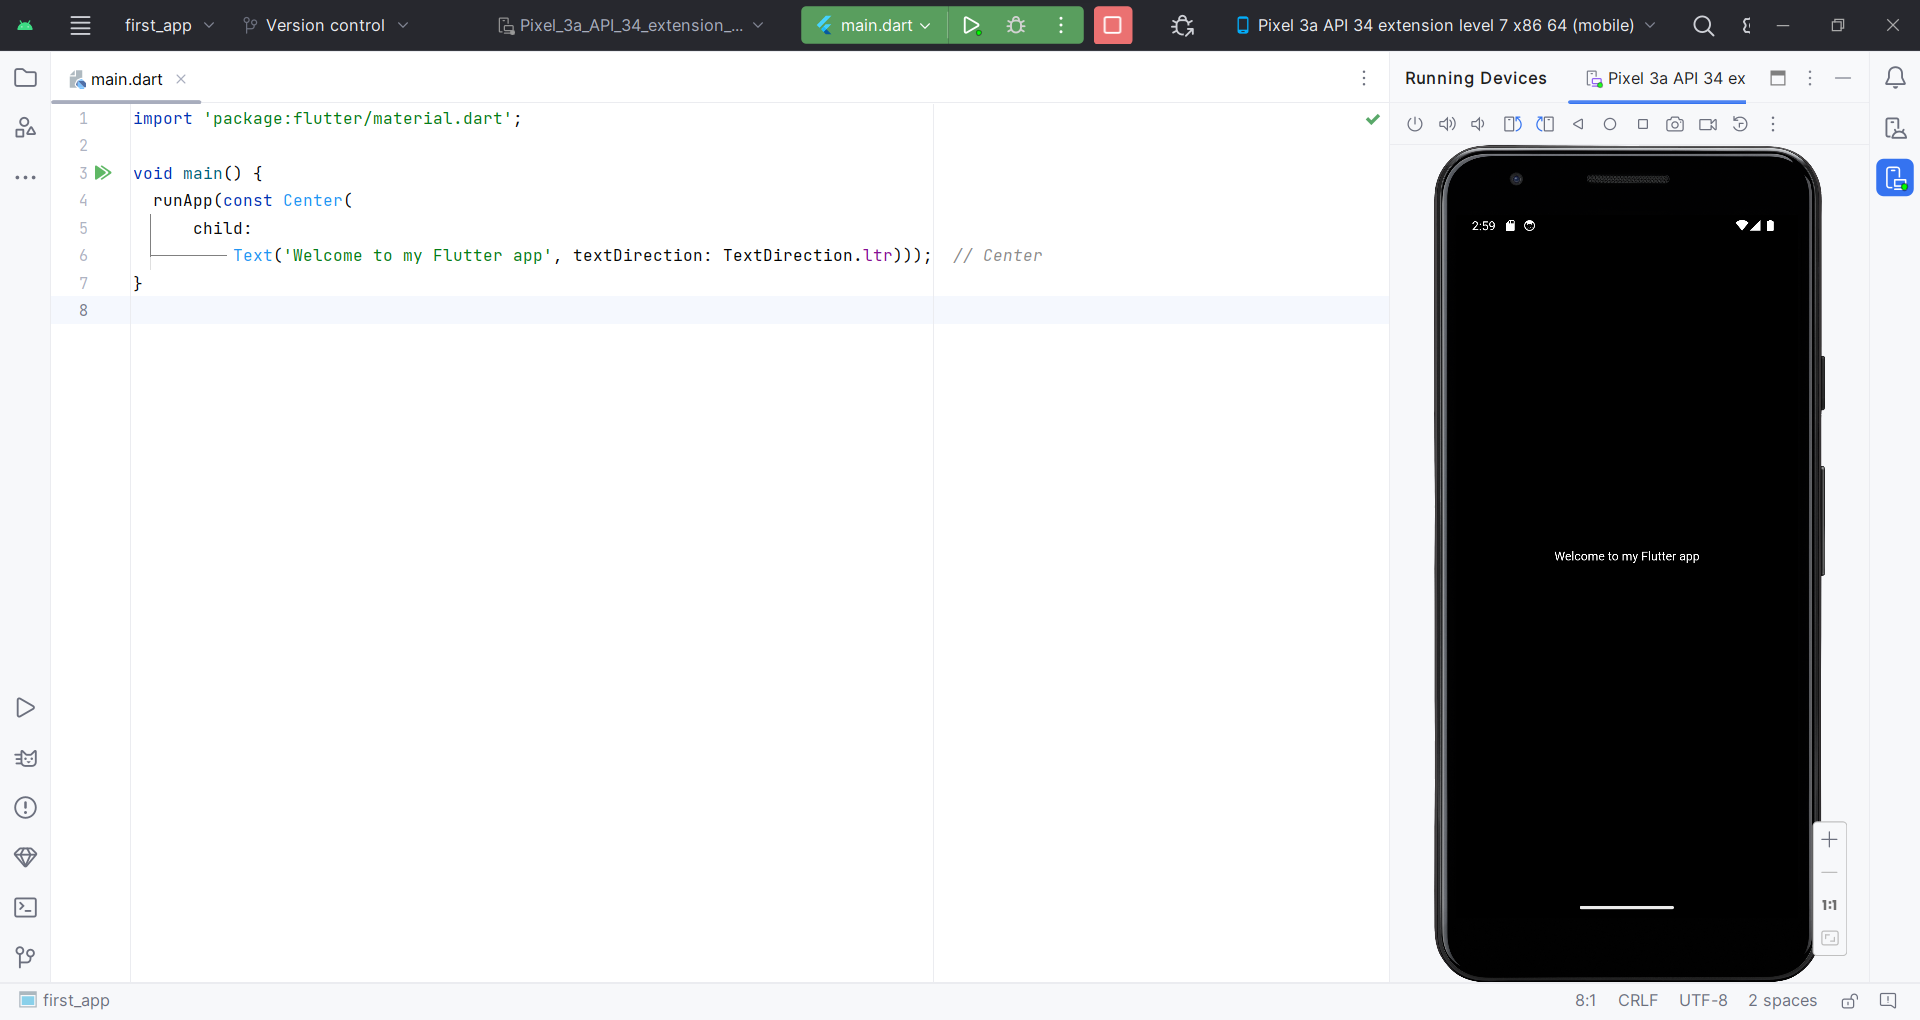 first_app
Version control
Pixel_3a_API_34_extension_...
main.dart
Pixel 3a API 34 extension level 7 x86 64 (mobile)
main.dart
Running Devices
Pixel 3a API 34 ex
1 import 'package:flutter/material.dart';
2
3 void main() {
4 runApp(const Center(
5 child:
6 Text('Welcome to my Flutter app', textDirection: TextDirection.ltr))); // Center
7 }
8
2:59
Welcome to my Flutter app
1:1
first_app
8:1 CRLF UTF-8 2 spaces